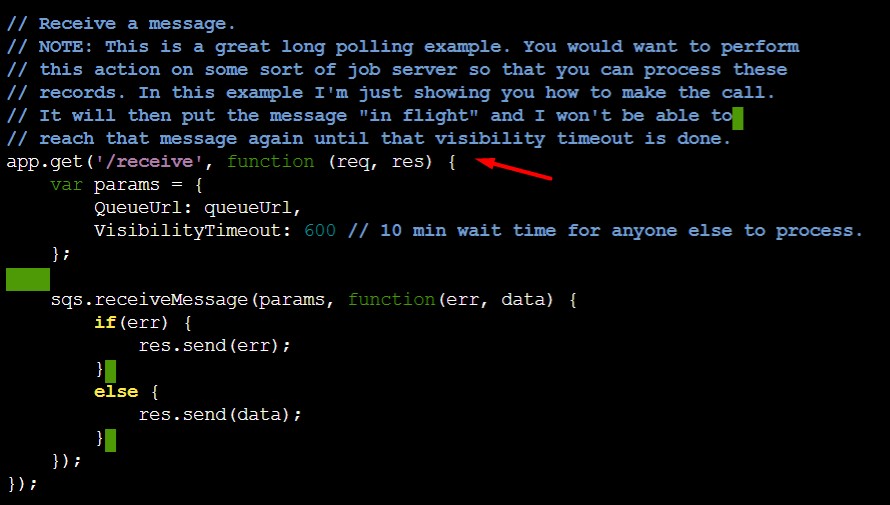 // Receive a message.
// NOTE: This is a great long polling example. You would want to perform
// this action on some sort of job server so that you can process these
// records. In this example I'm just showing you how to make the call.
// It will then put the message "in flight" and I won't be able to
// reach that message again until that visibility timeout is done.
app.get('/receive', function (req, res) {
    var params = {
        QueueUrl: queueUrl,
        VisibilityTimeout: 600 // 10 min wait time for anyone else to process.
    };
    sqs.receiveMessage(params, function(err, data) {
        if(err) {
            res.send(err);
        }
        else {
            res.send(data);
        }
    });
});